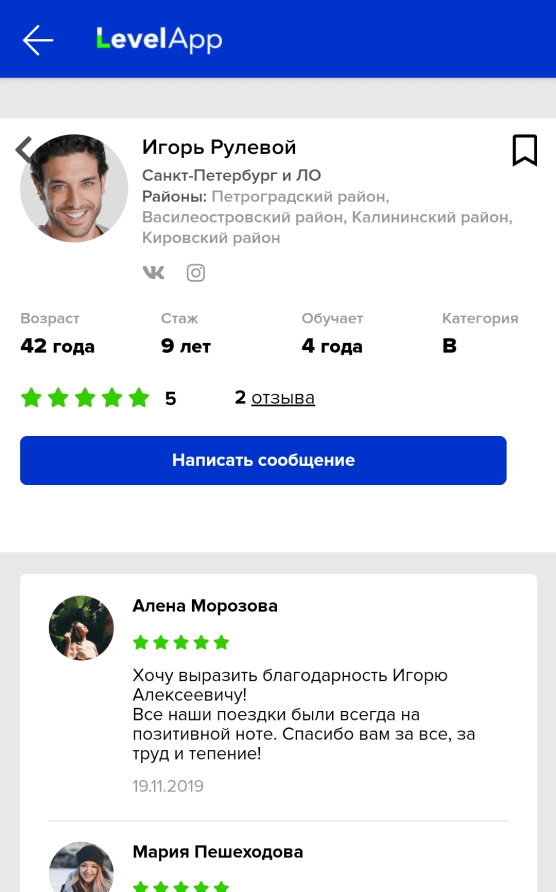 LevelApp
Игорь Рулевой
Санкт-Петербург и ЛО
Районы: Петроградский район,
Василеостровский район, Калининский район,
Кировский район
Возраст
Стаж
Обучает
Категория
42 года
9 лет
4 года
B
5
2 отзыва
Написать сообщение
Алена Морозова
Хочу выразить благодарность Игорю
Алексеевичу!
Все наши поездки были всегда на
позитивной ноте. Спасибо вам за все, за
труд и тепение!
19.11.2019
Мария Пешеходова